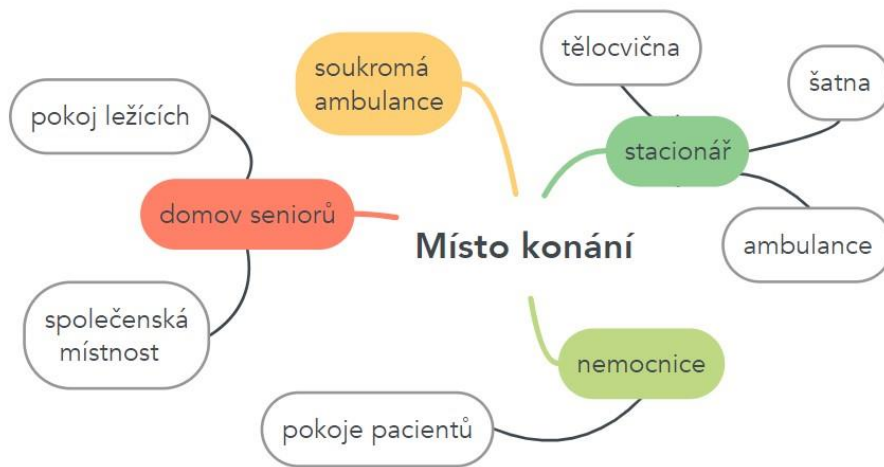 tělocvična
soukromá
ambulance
šatna
pokoj ležících
stacionář
domov seniorů
Místo konání
ambulance
společenská
místnost
nemocnice
pokoje pacientů